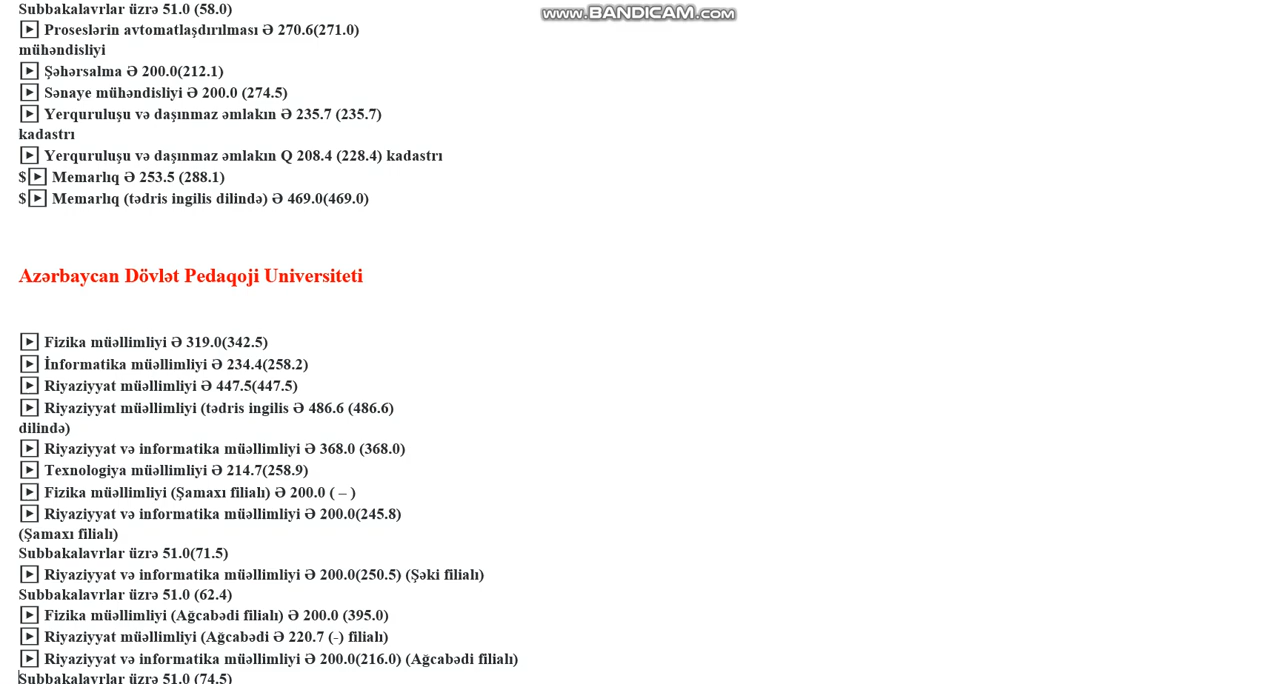 Subbakalavrlar üzrə 51.0 (58.0)
www.BANDICAM.com
▶ Proseslərin avtomatlaşdırılması Ə 270.6(271.0)
mühəndisliyi
▶ Şəhərsalma Ə 200.0(212.1)
▶ Sənaye mühəndisliyi Ə 200.0 (274.5)
▶ Yerquruluşu və daşınmaz əmlakın Ə 235.7 (235.7)
kadastrı
▶ Yerquruluşu və daşınmaz əmlakın Q 208.4 (228.4) kadastrı
$▶ Memarlıq Ə 253.5 (288.1)
$▶ Memarlıq (tədris ingilis dilində) Ə 469.0(469.0)
Azərbaycan Dövlət Pedaqoji Universiteti
▶ Fizika müəllimliyi Ə 319.0(342.5)
▶ İnformatika müəllimliyi Ə 234.4(258.2)
▶ Riyaziyyat müəllimliyi Ə 447.5(447.5)
▶ Riyaziyyat müəllimliyi (tədris ingilis Ə 486.6 (486.6)
dilində)
▶ Riyaziyyat və informatika müəllimliyi Ə 368.0 (368.0)
▶ Texnologiya müəllimliyi Ə 214.7(258.9)
▶ Fizika müəllimliyi (Şamaxı filialı) Ə 200.0 ( – )
▶ Riyaziyyat və informatika müəllimliyi Ə 200.0(245.8)
(Şamaxı filialı)
Subbakalavrlar üzrə 51.0(71.5)
▶ Riyaziyyat və informatika müəllimliyi Ə 200.0(250.5) (Şəki filialı)
Subbakalavrlar üzrə 51.0 (62.4)
▶ Fizika müəllimliyi (Ağcabədi filialı) Ə 200.0 (395.0)
▶ Riyaziyyat müəllimliyi (Ağcabədi Ə 220.7 (-) filialı)
▶ Riyaziyyat və informatika müəllimliyi Ə 200.0(216.0) (Ağcabədi filialı)
Subbakalavrlar üzrə 51.0 (74.5)